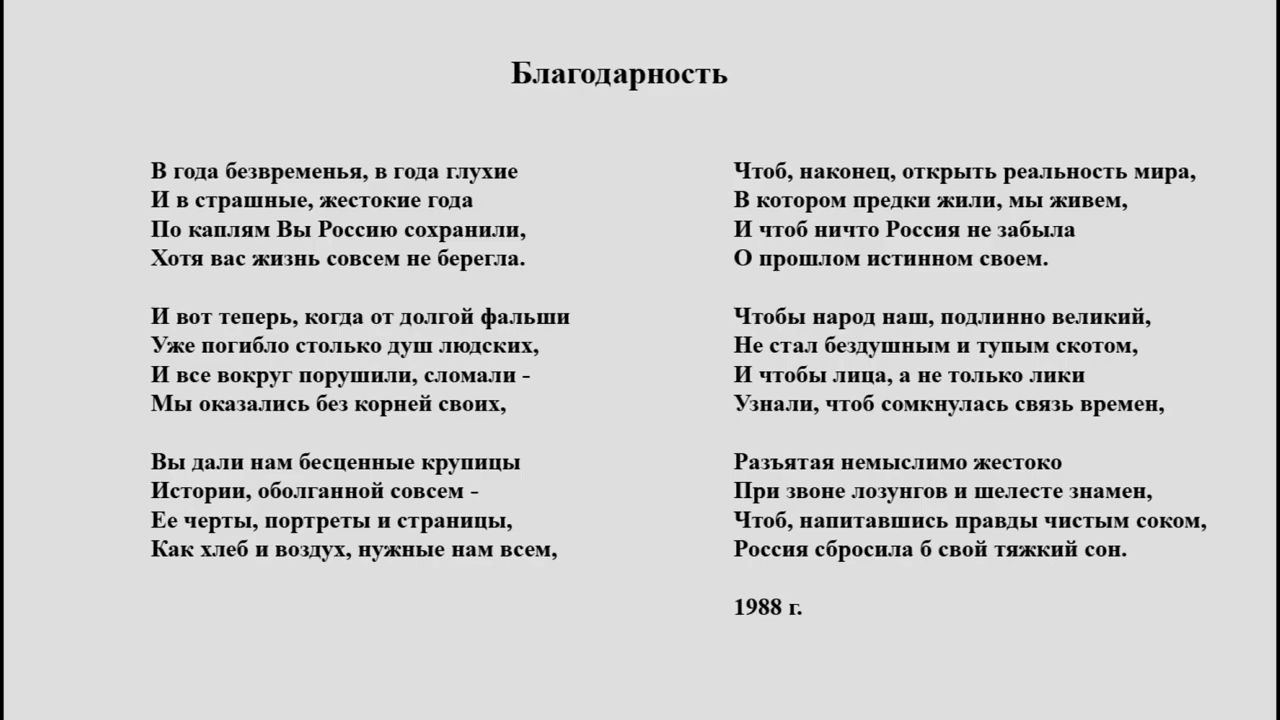 Благодарность
В года безвременья, в года глухие
И в страшные, жестокие года
По каплям Вы Россию сохранили,
Хотя вас жизнь совсем не берегла.
И вот теперь, когда от долгой фальши
Уже погибло столько душ людских,
И все вокруг порушили, сломали -
Мы оказались без корней своих,
Вы дали нам бесценные крупицы
Истории, оболганной совсем -
Ее черты, портреты и страницы,
Как хлеб и воздух, нужные нам всем,
Чтоб, наконец, открыть реальность мира,
В котором предки жили, мы живем,
И чтоб ничто Россия не забыла
О прошлом истинном своем.
Чтобы народ наш, подлинно великий,
Не стал бездушным и тупым скотом,
И чтобы лица, а не только лики
Узнали, чтоб сомкнулась связь времен,
Разъятая немыслимо жестоко
При звоне лозунгов и шелесте знамен,
Чтоб, напитавшись правды чистым соком,
Россия сбросила б свой тяжкий сон.
1988 г.